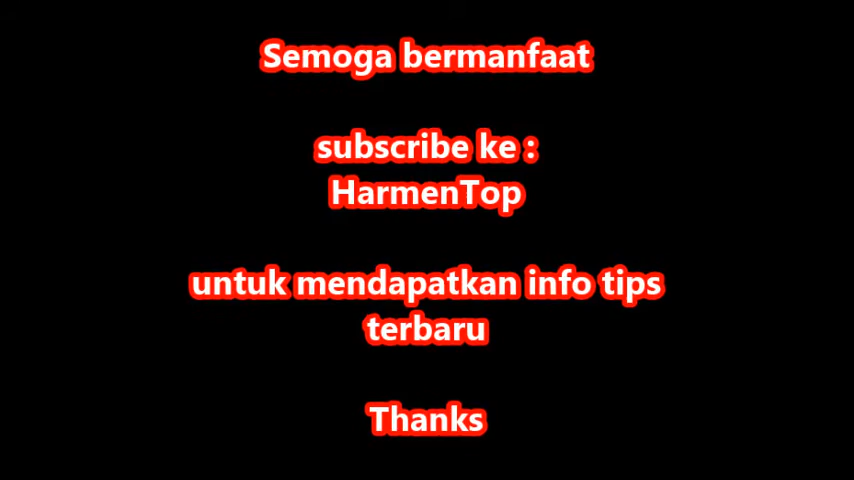 Semoga bermanfaat
subscribe ke :
HarmenTop
untuk mendapatkan info tips
terbaru
Thanks